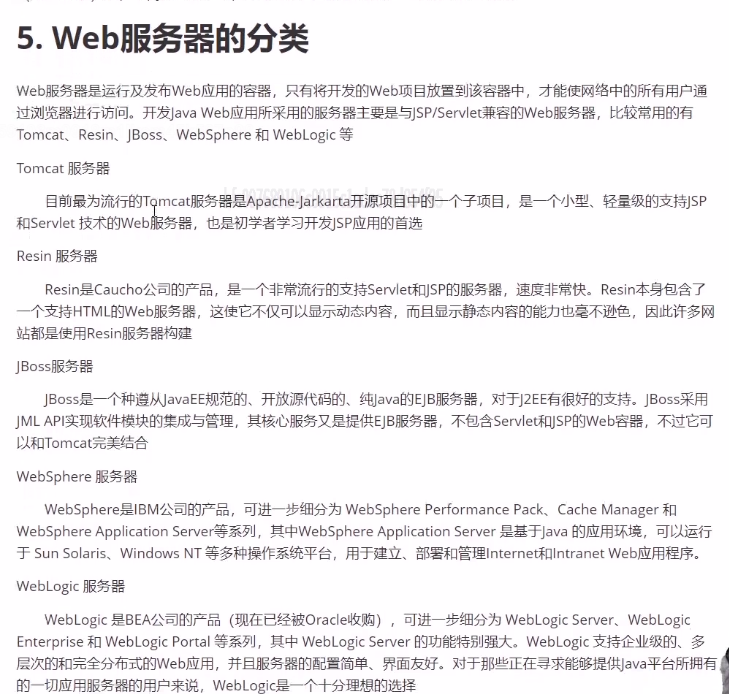 5. Web服务器的分类
Web服务器是运行及发布Web应用的容器，只有将开发的Web项目放置到该容器中，才能使网络中的所有用户通
过浏览器进行访问。开发Java Web应用所采用的服务器主要是与JSP/Servlet兼容的Web服务器，比较常用的有
Tomcat、Resin、JBoss、WebSphere 和 WebLogic 等
Tomcat 服务器
目前最为流行的Tomcat服务器是Apache-Jarkarta开源项目中的一个子项目，是一个小型、轻量级的支持JSP
和Servlet 技术的Web服务器，也是初学者学习开发JSP应用的首选
Resin 服务器
Resin是Caucho公司的产品，是一个非常流行的支持Servlet和JSP的服务器，速度非常快。Resin本身包含了
一个支持HTML的Web服务器，这使它不仅可以显示动态内容，而且显示静态内容的能力也毫不逊色，因此许多网
站都是使用Resin服务器构建
JBoss服务器
JBoss是一个种遵从JavaEE规范的、开放源代码的、纯Java的EJB服务器，对于J2EE有很好的支持。JBoss采用
JML API实现软件模块的集成与管理，其核心服务又是提供EJB服务器，不包含Servlet和JSP的Web容器，不过它可
以和Tomcat完美结合
WebSphere 服务器
WebSphere是IBM公司的产品，可进一步细分为 WebSphere Performance Pack、Cache Manager 和
WebSphere Application Server等系列，其中WebSphere Application Server 是基于Java 的应用环境，可以运行
于 Sun Solaris、Windows NT 等多种操作系统平台，用于建立、部署和管理Internet和Intranet Web应用程序。
WebLogic 服务器
WebLogic 是BEA公司的产品（现在已经被Oracle收购），可进一步细分为 WebLogic Server、WebLogic
Enterprise 和 WebLogic Portal 等系列，其中 WebLogic Server 的功能特别强大。WebLogic 支持企业级的、多
层次的和完全分布式的Web应用，并且服务器的配置简单、界面友好。对于那些正在寻求能够提供Java平台所拥有
的一切应用服务器的用户来说，WebLogic是一个十分理想的选择